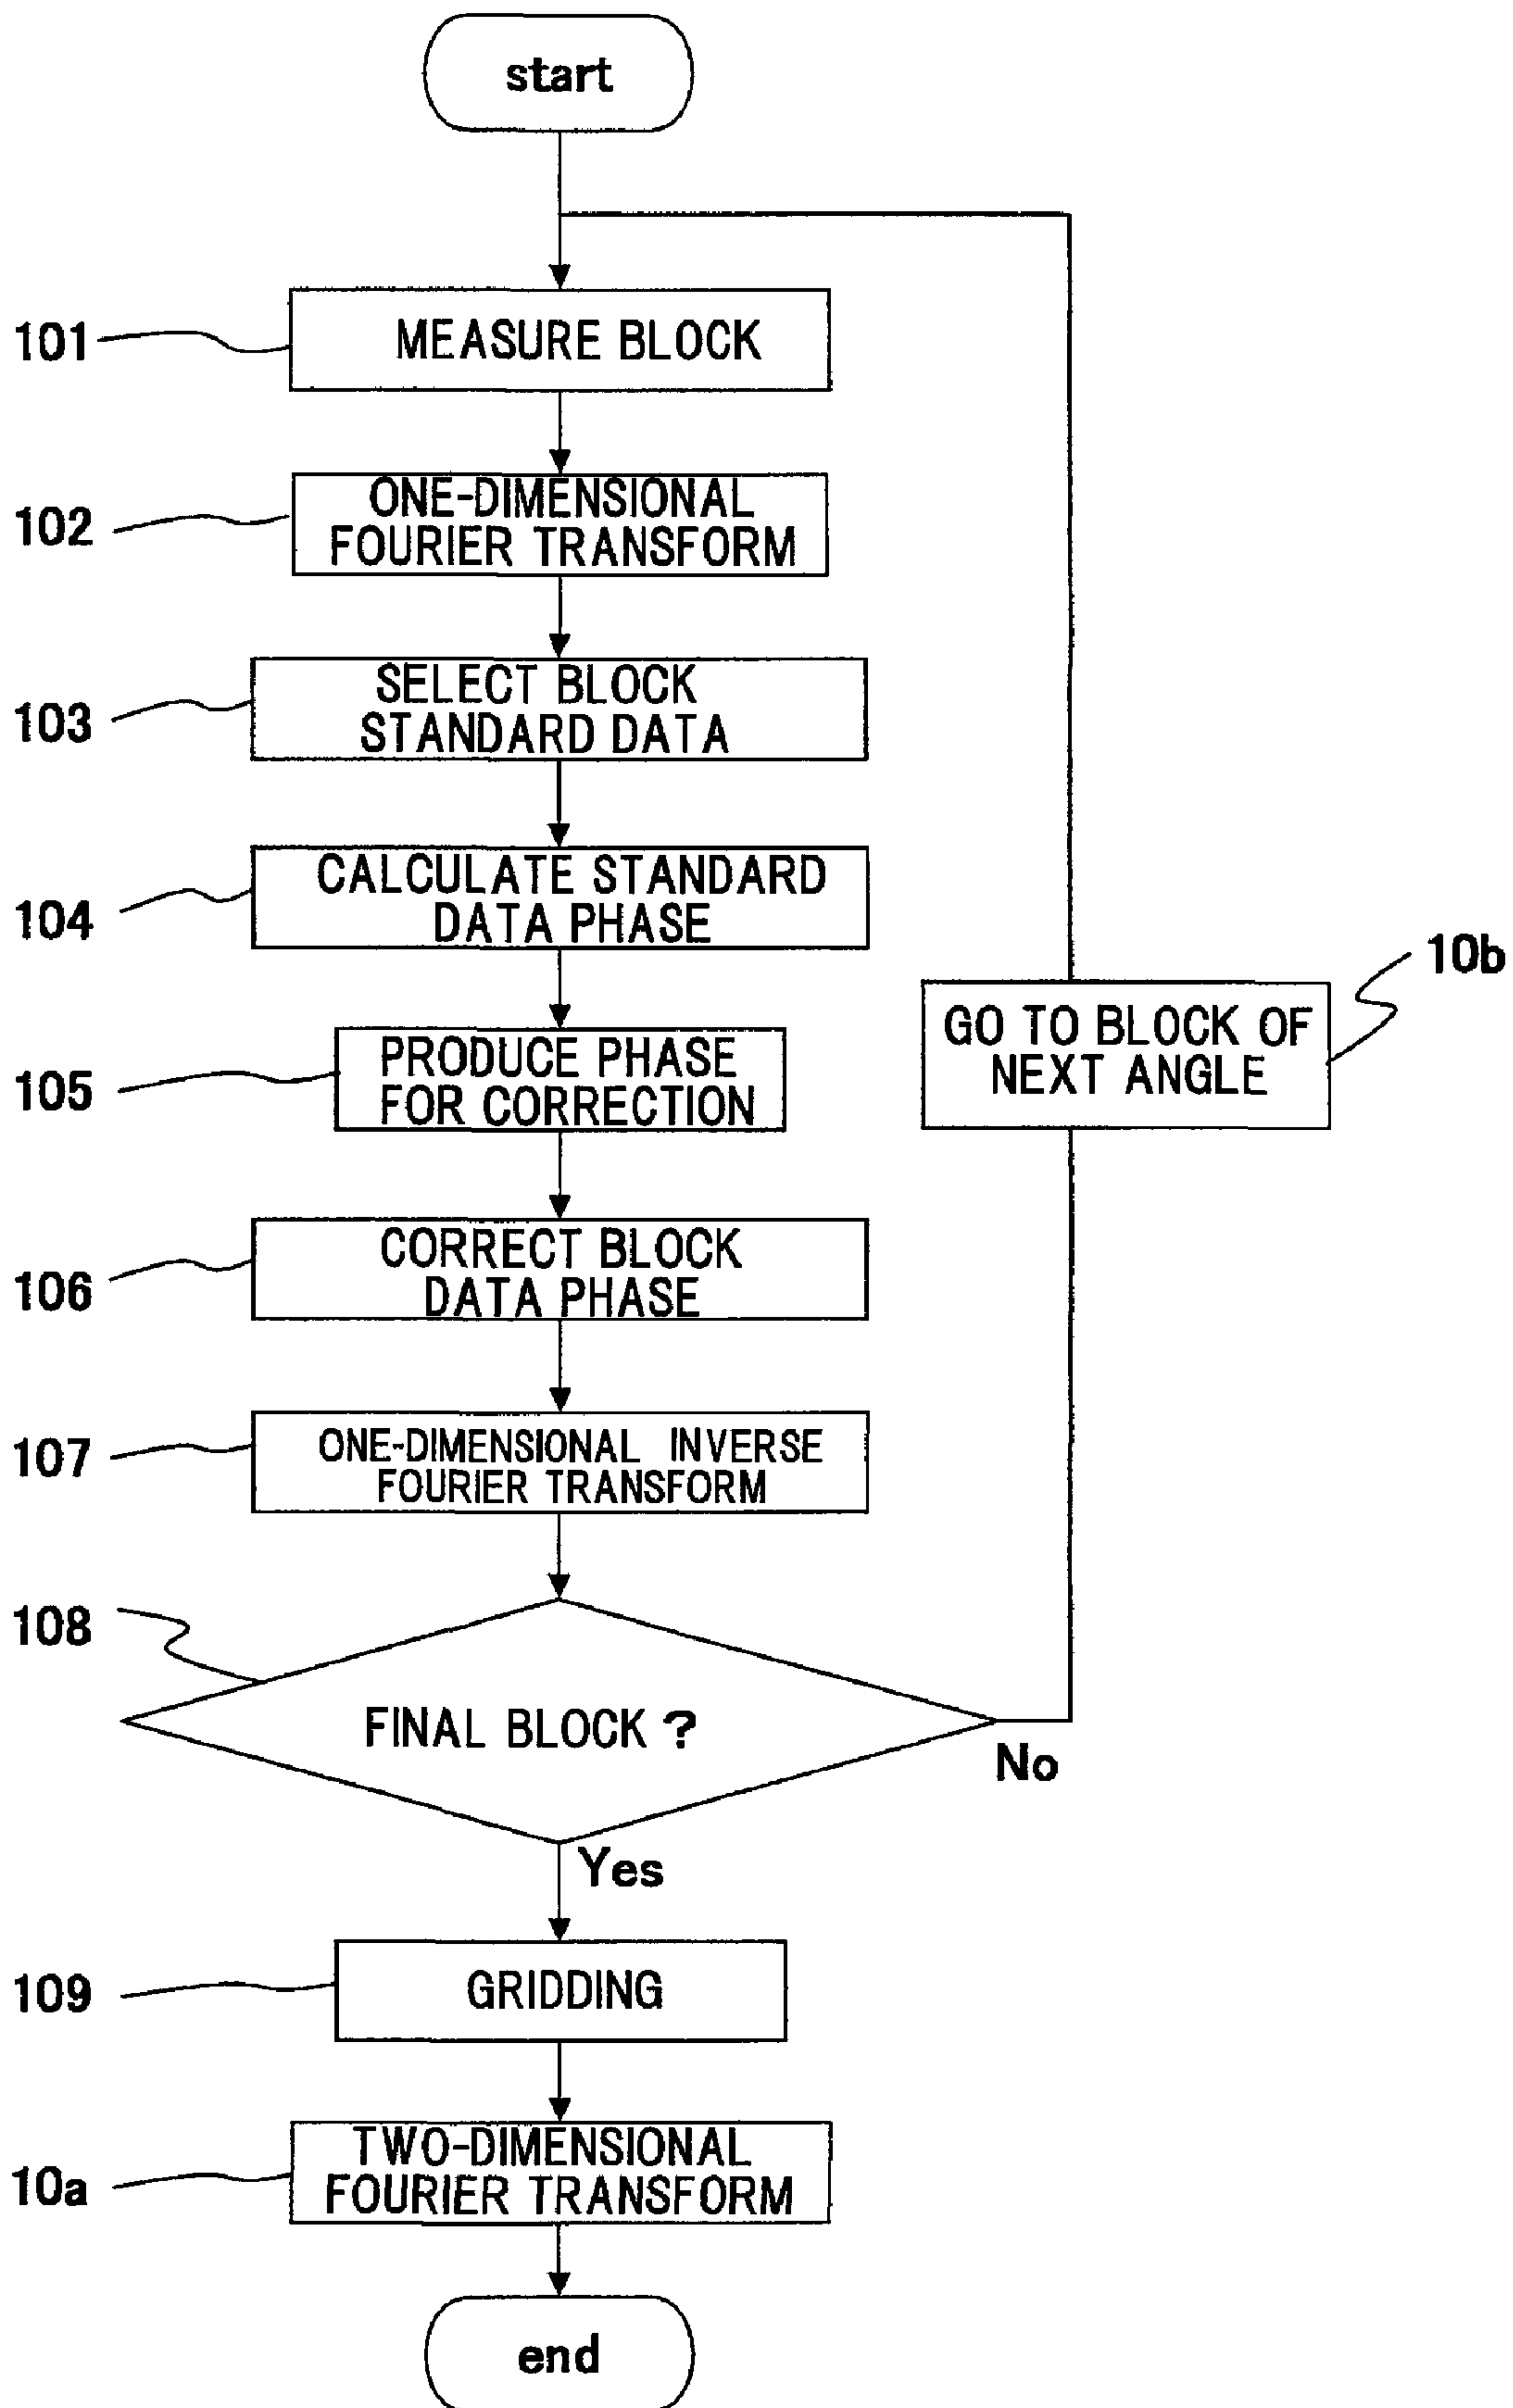 start
101
MEASURE BLOCK
102
ONE-DIMENSIONAL
FOURIER TRANSFORM
103
SELECT BLOCK
STANDARD DATA
104
CALCULATE STANDARD
DATA PHASE
10b
GO TO BLOCK OF
NEXT ANGLE
105
PRODUCE PHASE
FOR CORRECTION
106
CORRECT BLOCK
DATA PHASE
107
ONE-DIMENSIONAL INVERSE
FOURIER TRANSFORM
108
FINAL BLOCK ?
No
Yes
109
GRIDDING
10a
TWO-DIMENSIONAL
FOURIER TRANSFORM
end